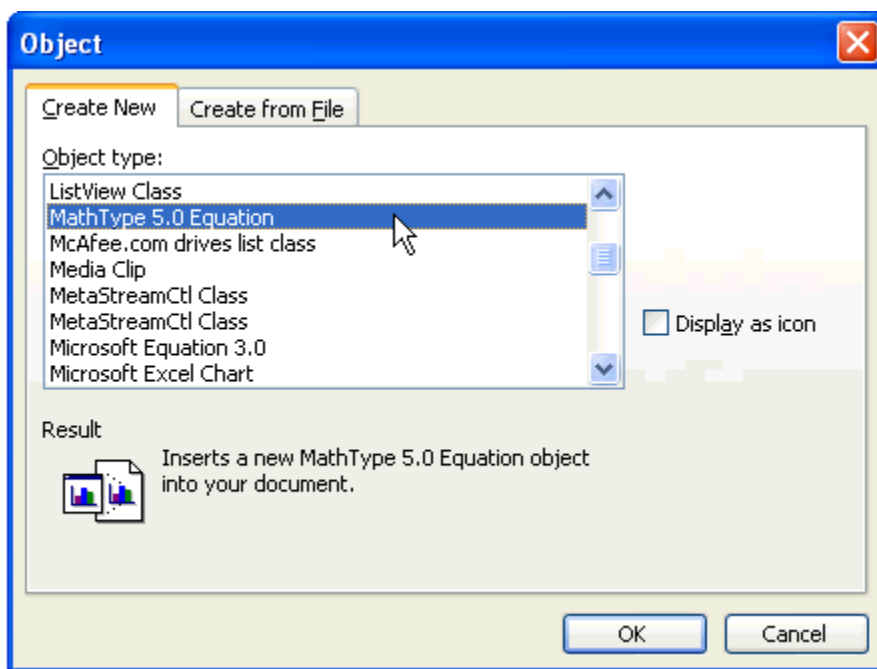 Object
Create New
Create from File
Object type:
ListView Class
MathType 5.0 Equation
McAfee.com drives list class
Media Clip
MetaStreamCtl Class
MetaStreamCtl Class
Microsoft Equation 3.0
Microsoft Excel Chart
Display as icon
Result
Inserts a new MathType 5.0 Equation object
into your document.
OK
Cancel